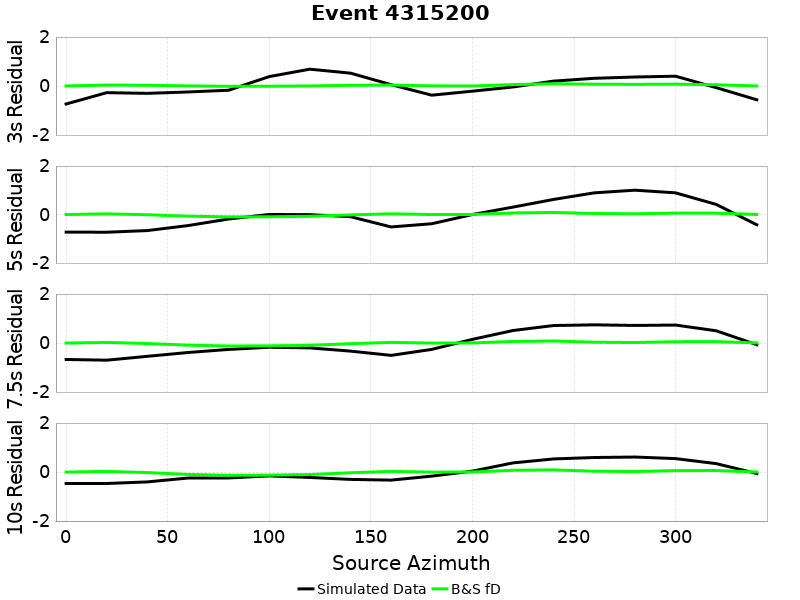 Event 4315200
3s Residual
2
0
-2
5s Residual
2
0
-2
7.5s Residual
2
0
-2
10s Residual
2
0
-2
0 50 100 150 200 250 300
Source Azimuth
Simulated Data B&S fD